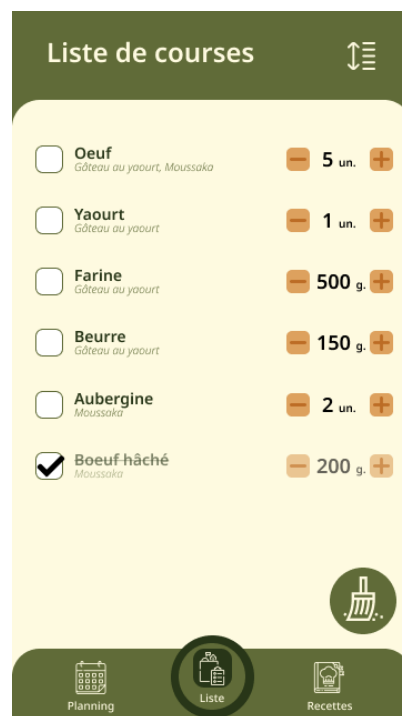 Liste de courses
Oeuf
Gâteau au yaourt, Moussaka
5 un.
Yaourt
Gâteau au yaourt
1 un.
Farine
Gâteau au yaourt
500 g.
Beurre
Gâteau au yaourt
150 g.
Aubergine
Moussaka
2 un.
Boeuf hâché
Moussaka
200 g.
Planning
Liste
Recettes